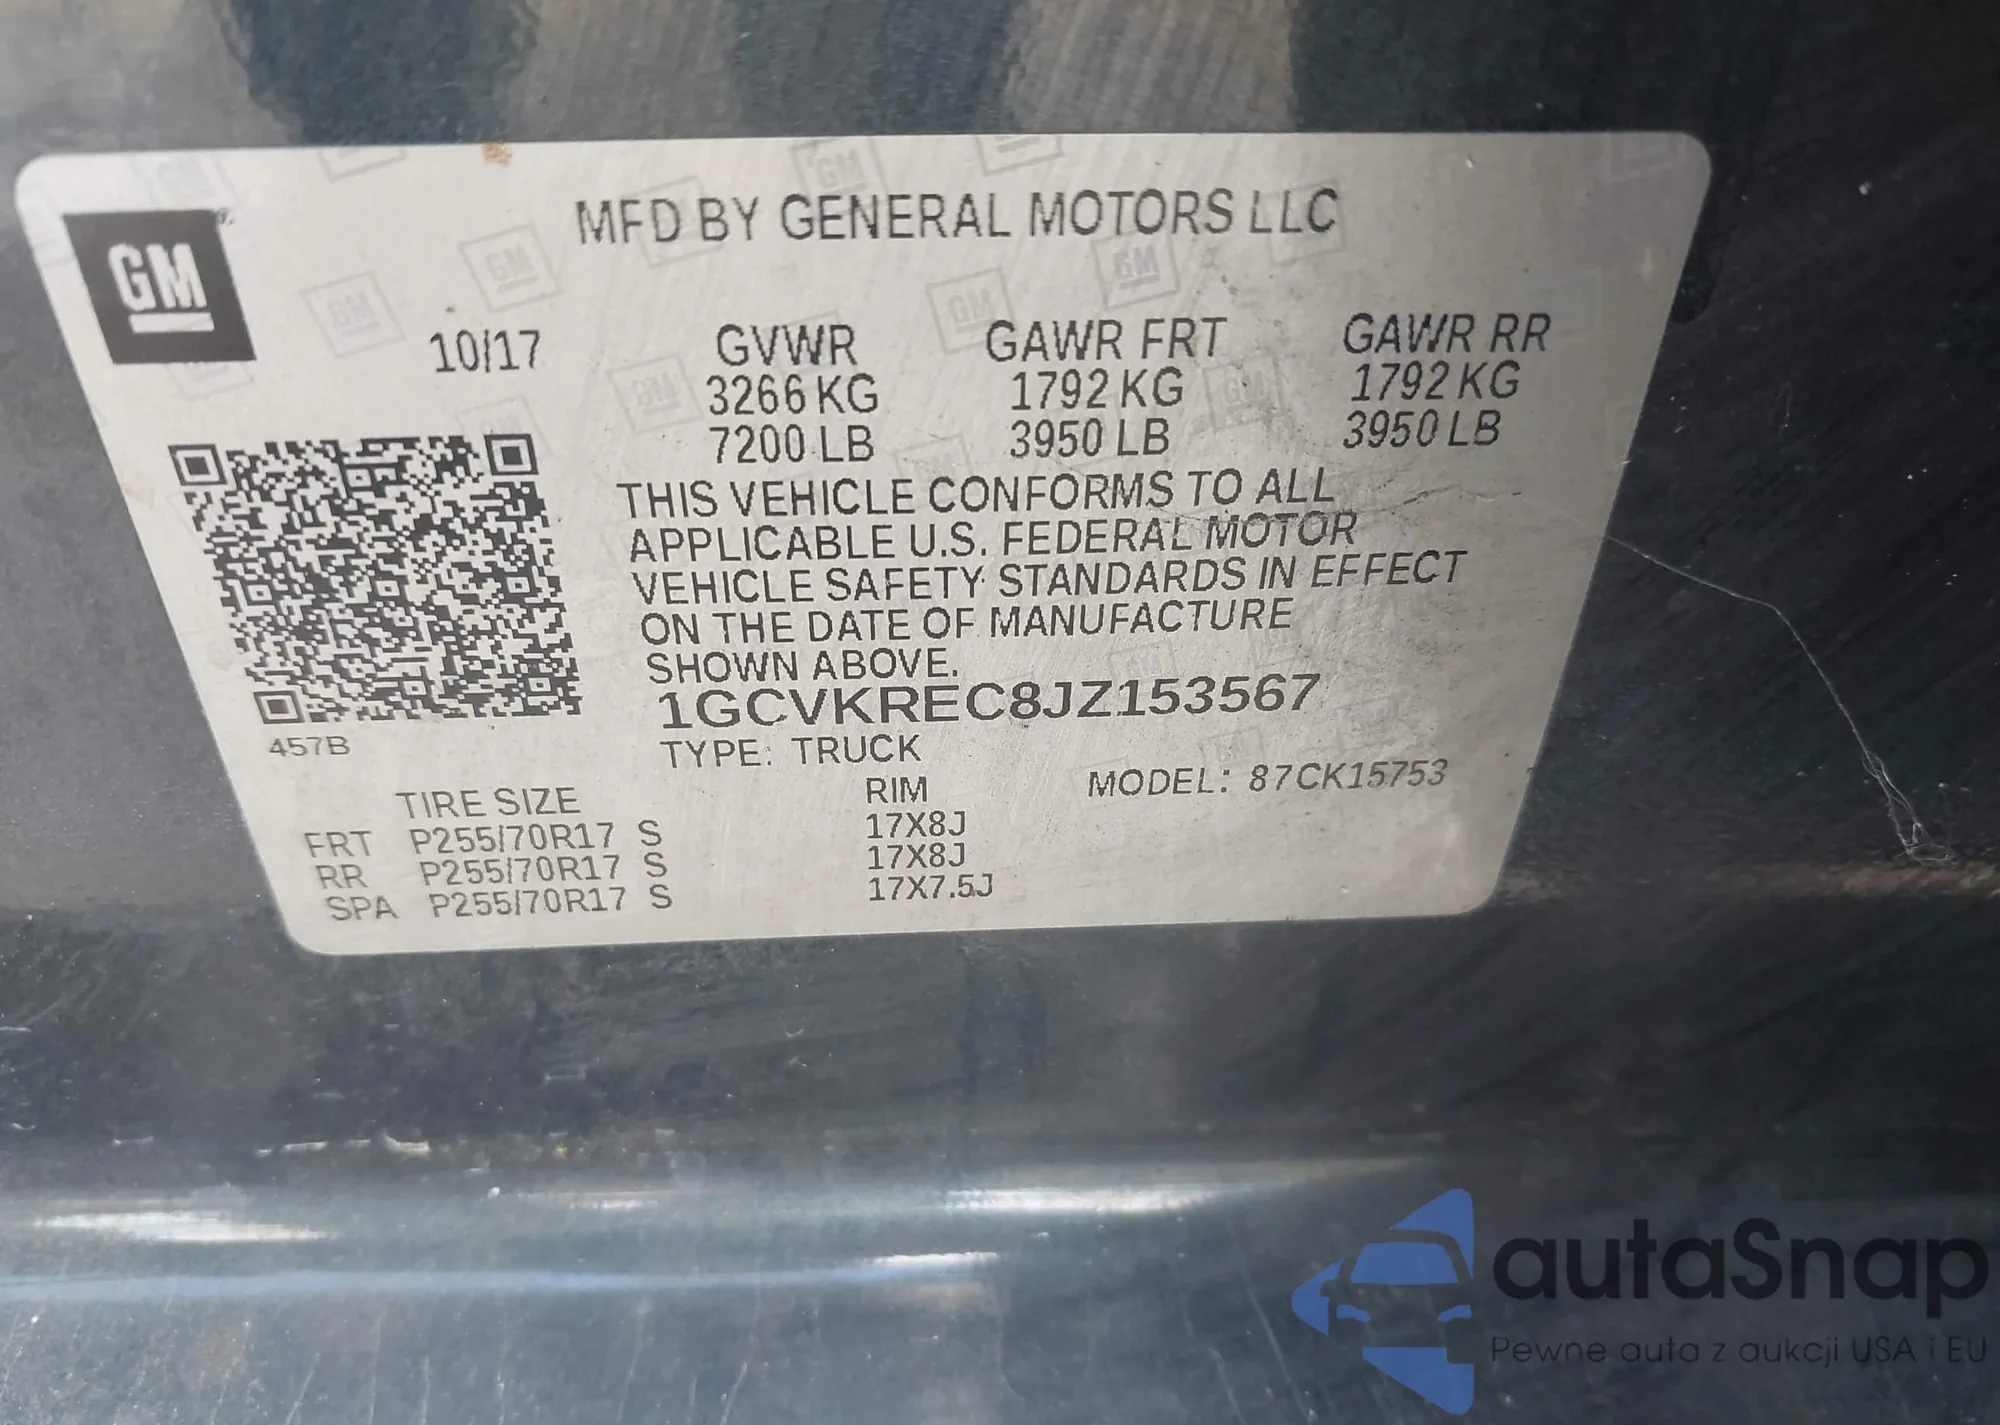 MFD BY GENERAL MOTORS LLC
GM
10/17 GVWR GAWR FRT GAWR RR
3266 KG 1792 KG 1792 KG
7200 LB 3950 LB 3950 LB
THIS VEHICLE CONFORMS TO ALL
APPLICABLE U.S. FEDERAL MOTOR
VEHICLE SAFETY STANDARDS IN EFFECT
ON THE DATE OF MANUFACTURE
SHOWN ABOVE.
1GCVKREC8JZ153567
457B
TYPE: TRUCK
TIRE SIZE RIM MODEL: 87CK15753
FRT P255/70R17 S 17X8J
RR P255/70R17 S 17X8J
SPA P255/70R17 S 17X7.5J
autaSnap
Pewne auta z aukcji USA i EU